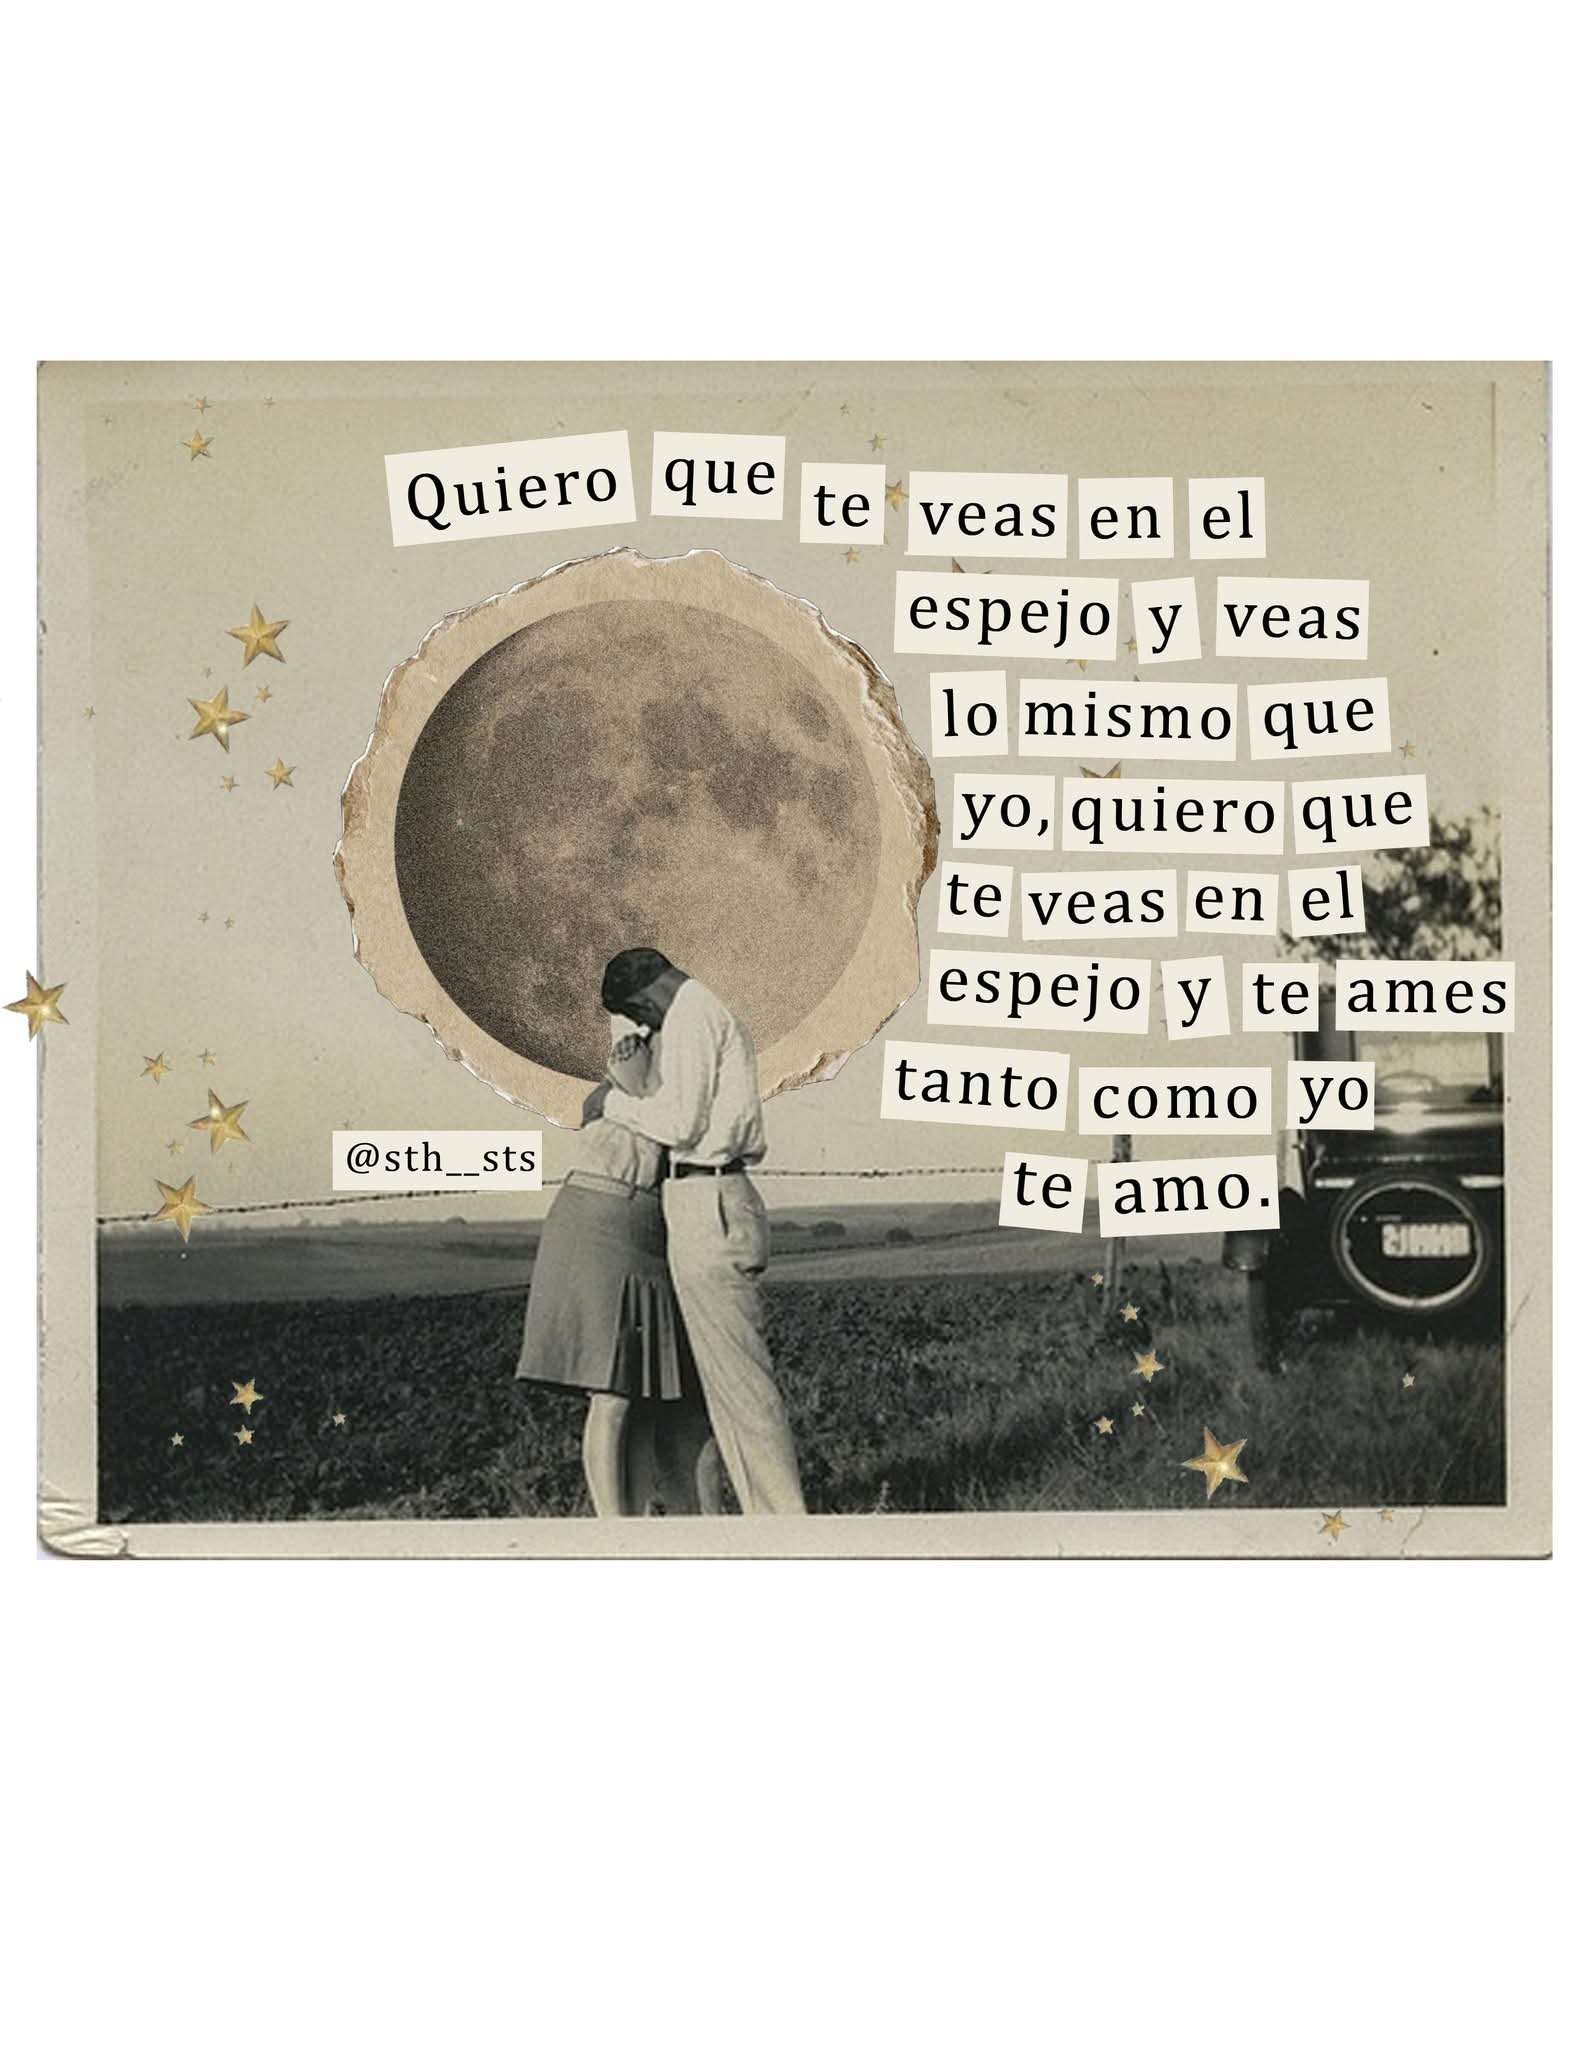 Quiero que te veas en el
espejo y veas
lo mismo que
yo, quiero que
te veas en el
espejo y te ames
tanto como yo
te amo.
@sth__sts